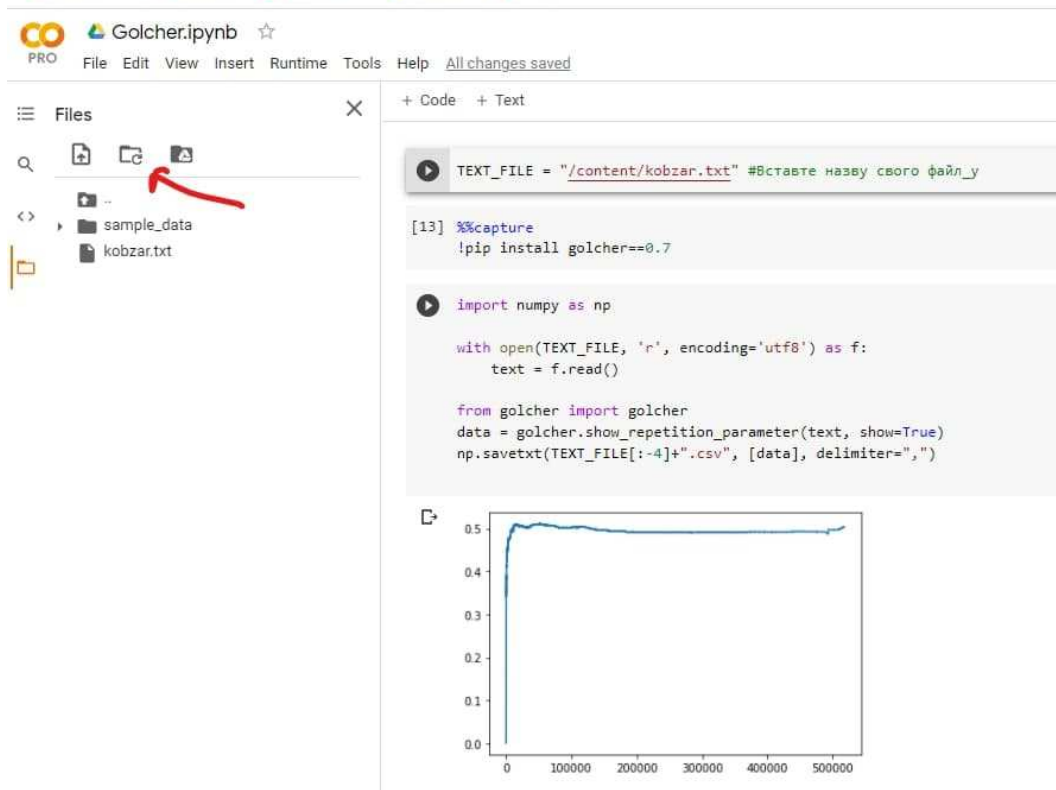 CO
PRO
Golcher.ipynb
File Edit View Insert Runtime Tools Help All changes saved
Files
+ Code + Text
..
sample_data
kobzar.txt
TEXT_FILE = "/content/kobzar.txt" #Вставте назву свого файл_у
[13] %%capture
!pip install golcher==0.7
import numpy as np
with open(TEXT_FILE, 'r', encoding='utf8') as f:
text = f.read()
from golcher import golcher
data = golcher.show_repetition_parameter(text, show=True)
np.savetxt(TEXT_FILE[:-4]+".csv", [data], delimiter=",")
0.5
0.4
0.3
0.2
0.1
0.0
0 100000 200000 300000 400000 500000